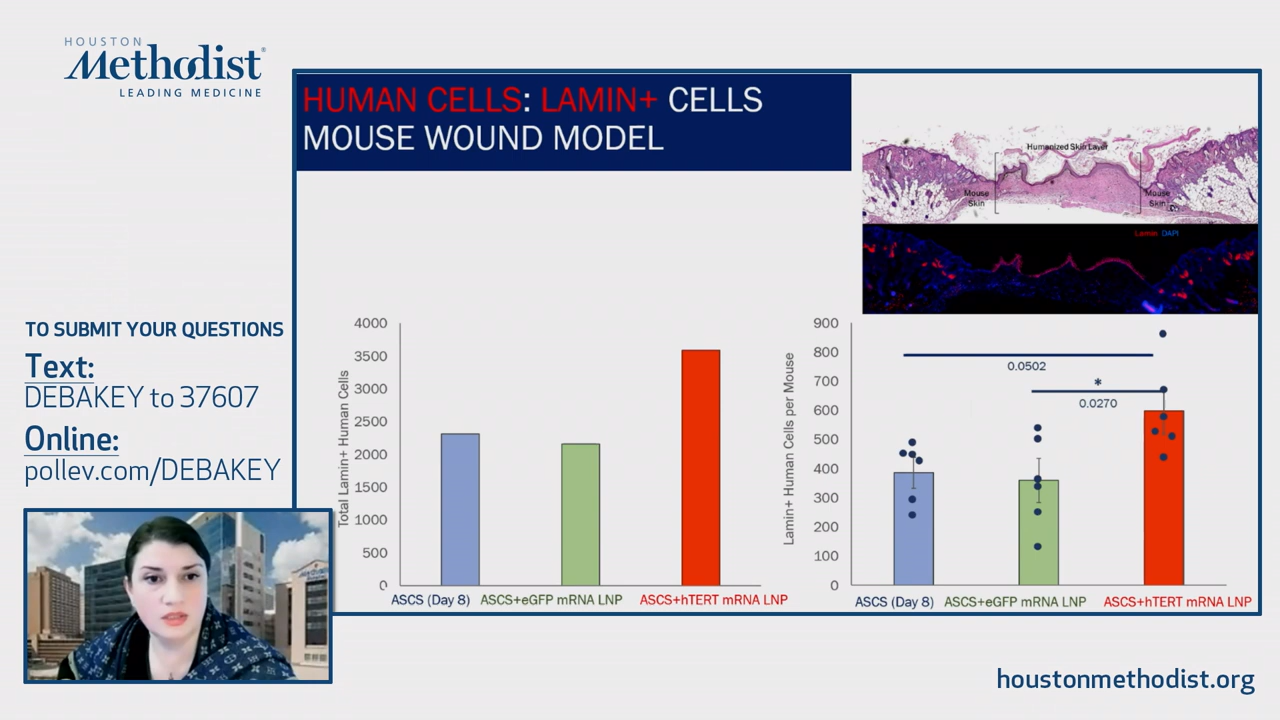 HOUSTON
Methodist®
LEADING MEDICINE
HUMAN CELLS: LAMIN+ CELLS
MOUSE WOUND MODEL
Humanized Skin Layer
Mouse
Skin
Mouse
Skin
Lamin DAPI
TO SUBMIT YOUR QUESTIONS
Text:
DEBAKEY to 37607
Online:
pollev.com/DEBAKEY
Total Lamin+ Human Cells
4000
3500
3000
2500
2000
1500
1000
500
0
ASCS (Day 8)
ASCS+eGFP mRNA LNP
ASCS+hTERT mRNA LNP
Lamin+ Human Cells per Mouse
900
800
700
600
500
400
300
200
100
0
0.0502
*
0.0270
ASCS (Day 8)
ASCS+eGFP mRNA LNP
ASCS+hTERT mRNA LNP
houstonmethodist.org